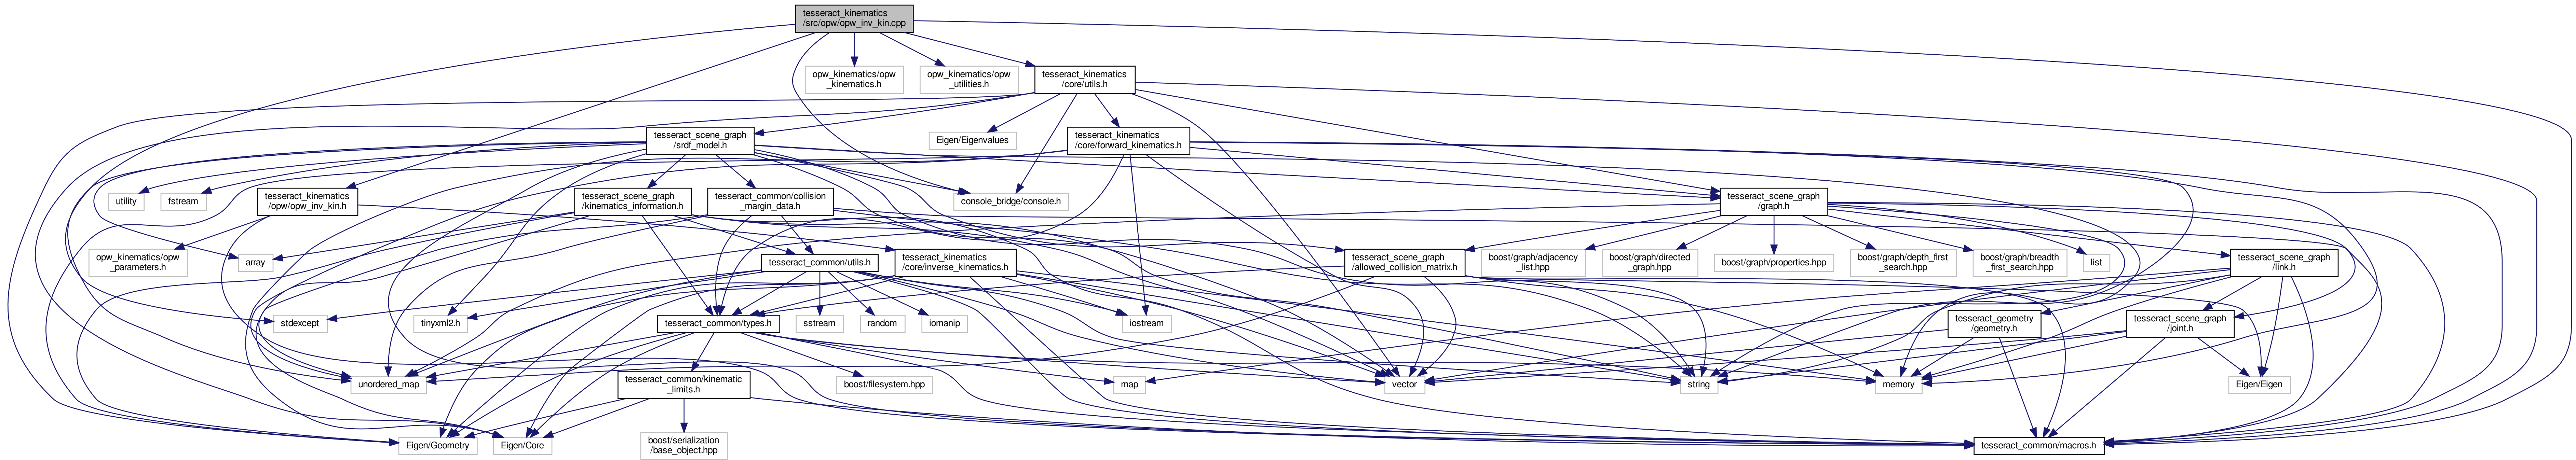 tesseract_kinematics
/src/opw/opw_inv_kin.cpp
opw_kinematics/opw
_kinematics.h
opw_kinematics/opw
_utilities.h
tesseract_kinematics
/core/utils.h
tesseract_scene_graph
/srdf_model.h
Eigen/Eigenvalues
tesseract_kinematics
/core/forward_kinematics.h
utility
fstream
tesseract_kinematics
/opw/opw_inv_kin.h
tesseract_scene_graph
/kinematics_information.h
tesseract_common/collision
_margin_data.h
console_bridge/console.h
tesseract_scene_graph
/graph.h
opw_kinematics/opw
_parameters.h
array
tesseract_common/utils.h
tesseract_kinematics
/core/inverse_kinematics.h
tesseract_scene_graph
/allowed_collision_matrix.h
boost/graph/adjacency
_list.hpp
boost/graph/directed
_graph.hpp
boost/graph/properties.hpp
boost/graph/depth_first
_search.hpp
boost/graph/breadth
_first_search.hpp
list
tesseract_scene_graph
/link.h
stdexcept
tinyxml2.h
tesseract_common/types.h
sstream
random
iomanip
iostream
tesseract_geometry
/geometry.h
tesseract_scene_graph
/joint.h
unordered_map
tesseract_common/kinematic
_limits.h
boost/filesystem.hpp
map
vector
string
memory
Eigen/Eigen
Eigen/Geometry
Eigen/Core
boost/serialization
/base_object.hpp
tesseract_common/macros.h